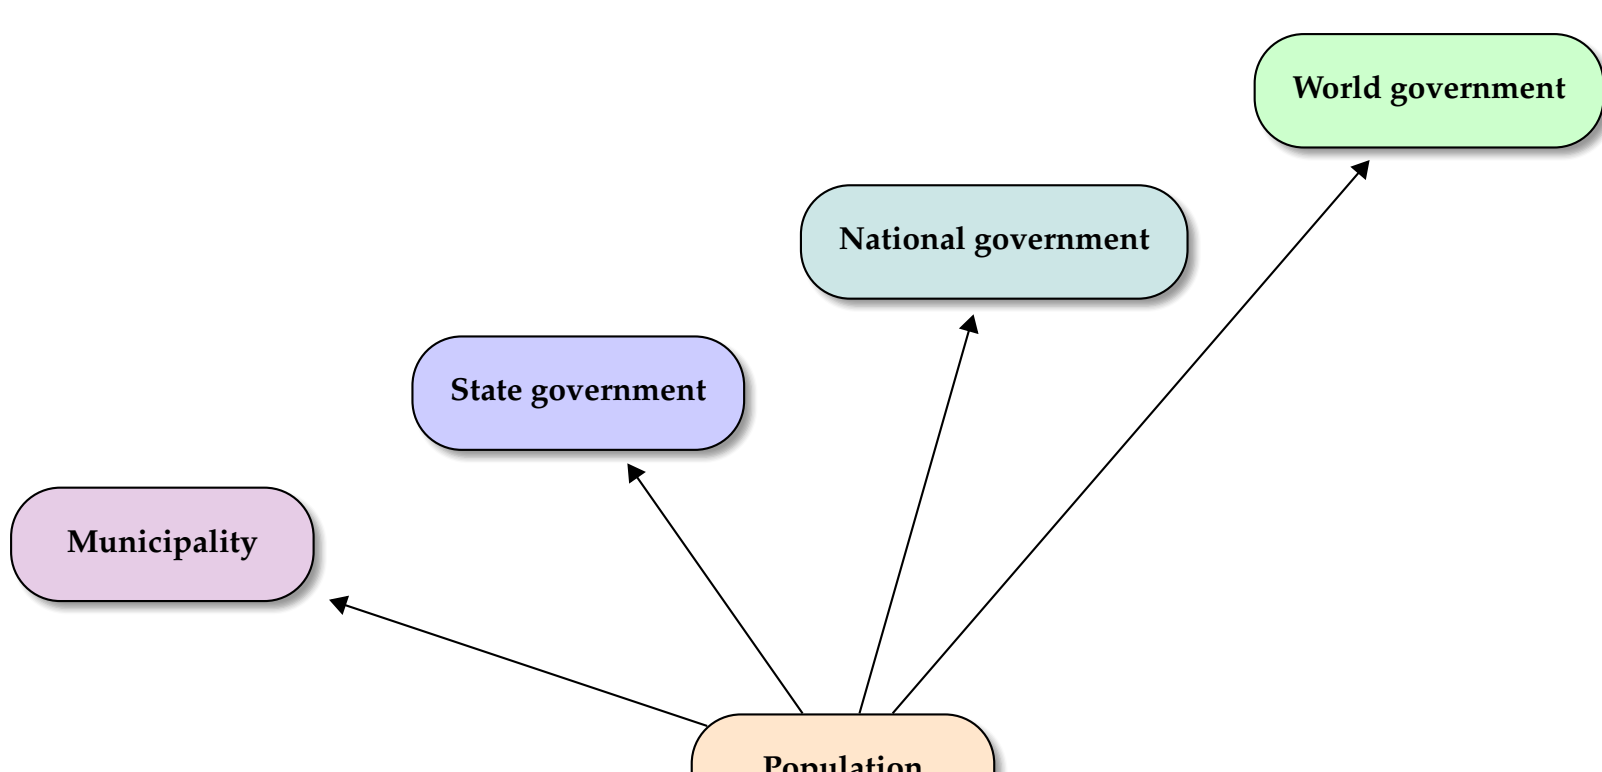 World government
National government
State government
Municipality
Population